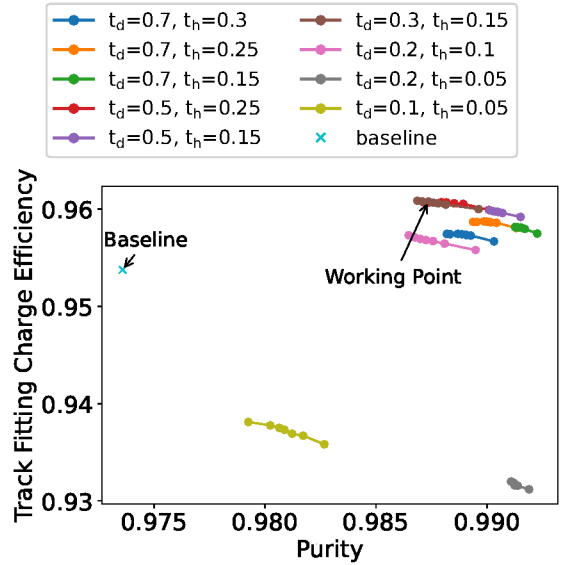 t_d=0.7, t_h=0.3
t_d=0.7, t_h=0.25
t_d=0.7, t_h=0.15
t_d=0.5, t_h=0.25
t_d=0.5, t_h=0.15
t_d=0.3, t_h=0.15
t_d=0.2, t_h=0.1
t_d=0.2, t_h=0.05
t_d=0.1, t_h=0.05
baseline
Track Fitting Charge Efficiency
0.96
0.95
0.94
0.93
Baseline
Working Point
0.975 0.980 0.985 0.990
Purity